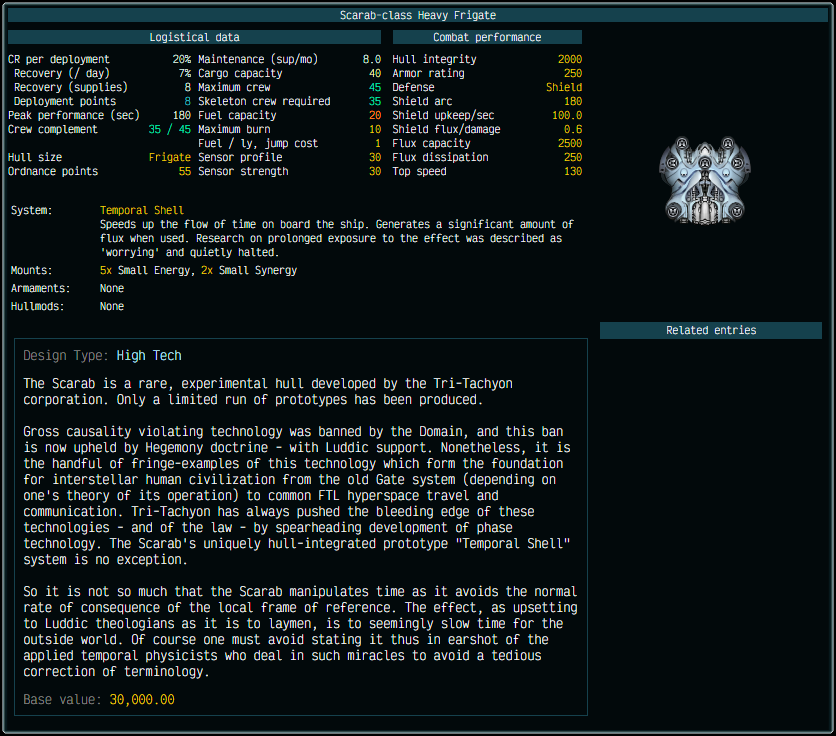 Scarab-class Heavy Frigate
Logistical data
Combat performance
CR per deployment 20% Maintenance (sup/mo) 8.0 Hull integrity 2000
Recovery (/ day) 7% Cargo capacity 40 Armor rating 250
Recovery (supplies) 8 Maximum crew 45 Defense Shield
Deployment points 8 Skeleton crew required 35 Shield arc 180
Peak performance (sec) 180 Fuel capacity 20 Shield upkeep/sec 100.0
Crew complement 35 / 45 Maximum burn 10 Shield flux/damage 0.6
Fuel / ly, jump cost 1 Flux capacity 2500
Hull size Frigate Sensor profile 30 Flux dissipation 250
Ordnance points 55 Sensor strength 30 Top speed 130
System: Temporal Shell
Speeds up the flow of time on board the ship. Generates a significant amount of
flux when used. Research on prolonged exposure to the effect was described as
'worrying' and quietly halted.
Mounts: 5x Small Energy, 2x Small Synergy
Armaments: None
Hullmods: None
Related entries
Design Type: High Tech
The Scarab is a rare, experimental hull developed by the Tri-Tachyon
corporation. Only a limited run of prototypes has been produced.
Gross causality violating technology was banned by the Domain, and this ban
is now upheld by Hegemony doctrine - with Luddic support. Nonetheless, it is
the handful of fringe-examples of this technology which form the foundation
for interstellar human civilization from the old Gate system (depending on
one's theory of its operation) to common FTL hyperspace travel and
communication. Tri-Tachyon has always pushed the bleeding edge of these
technologies - and of the law - by spearheading development of phase
technology. The Scarab's uniquely hull-integrated prototype "Temporal Shell"
system is no exception.
So it is not so much that the Scarab manipulates time as it avoids the normal
rate of consequence of the local frame of reference. The effect, as upsetting
to Luddic theologians as it is to laymen, is to seemingly slow time for the
outside world. Of course one must avoid stating it thus in earshot of the
applied temporal physicists who deal in such miracles to avoid a tedious
correction of terminology.
Base value: 30,000.00